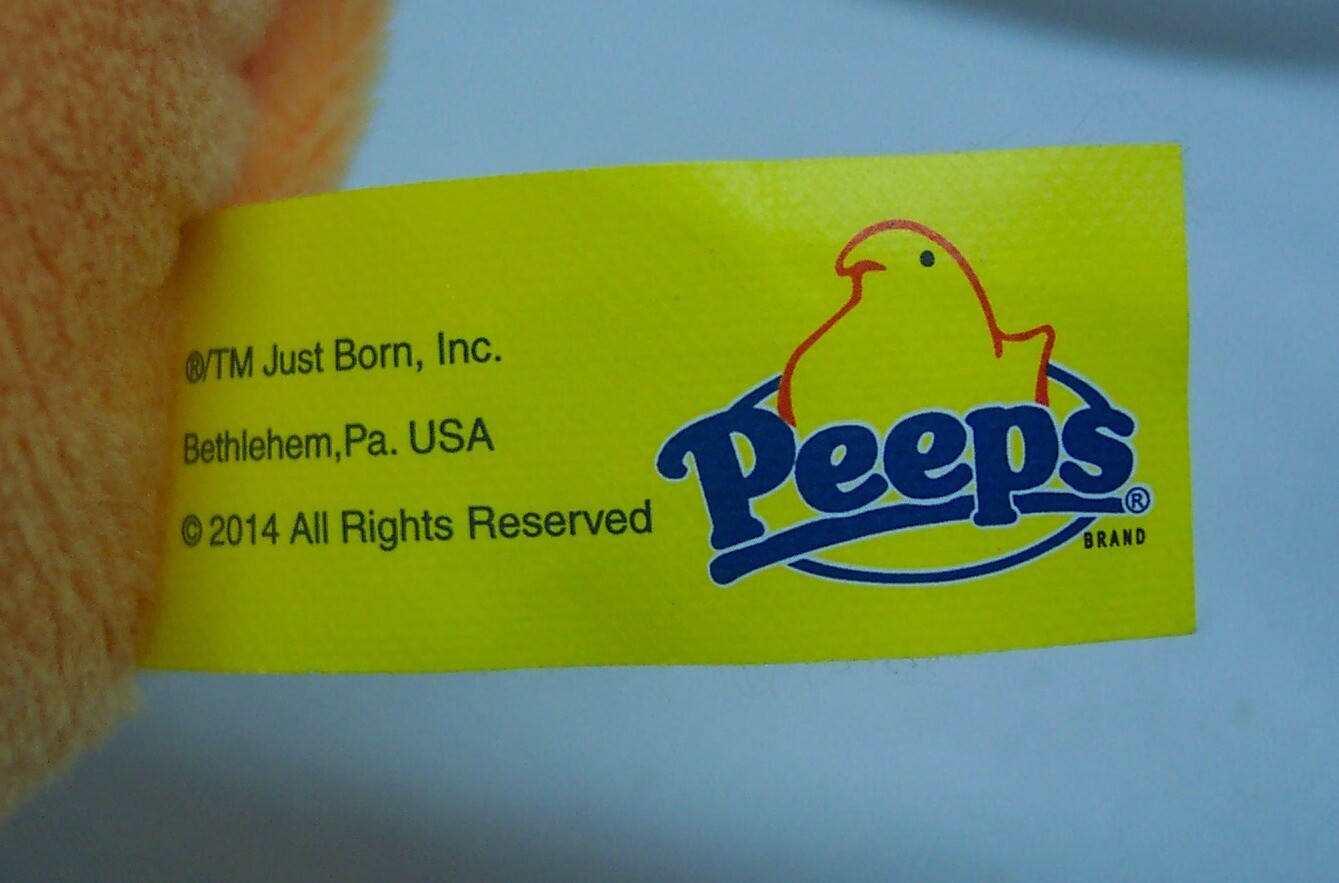 ®/TM Just Born, Inc.
Bethlehem,Pa. USA
© 2014 All Rights Reserved
Peeps®
BRAND